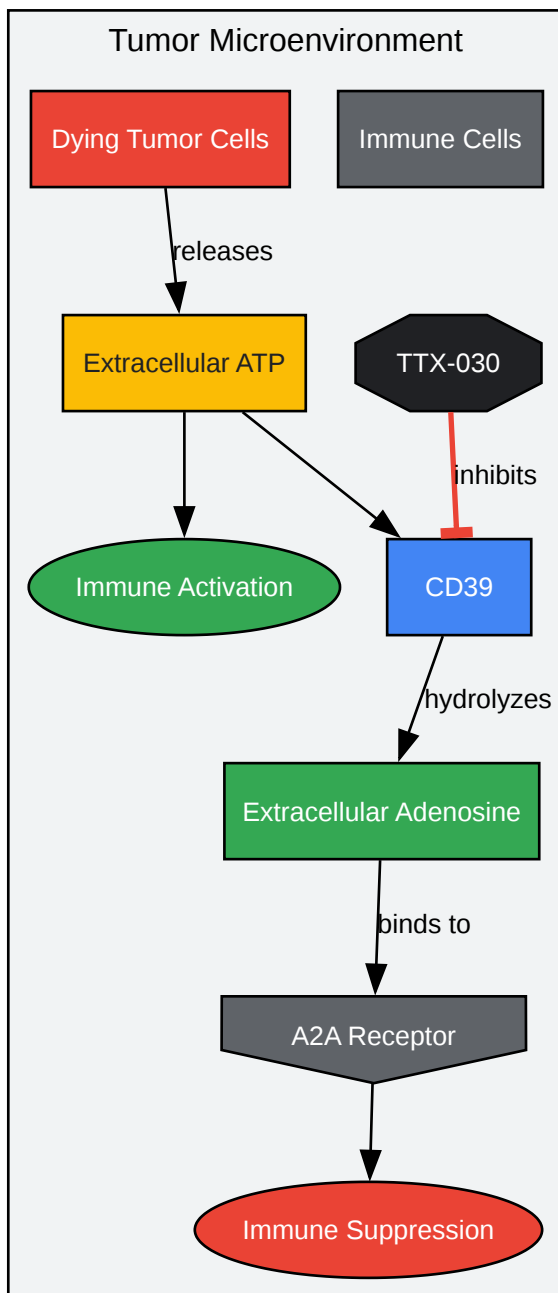 Tumor Microenvironment
Dying Tumor Cells
Immune Cells
releases
Extracellular ATP
TTX-030
inhibits
Immune Activation
CD39
hydrolyzes
Extracellular Adenosine
binds to
A2A Receptor
Immune Suppression